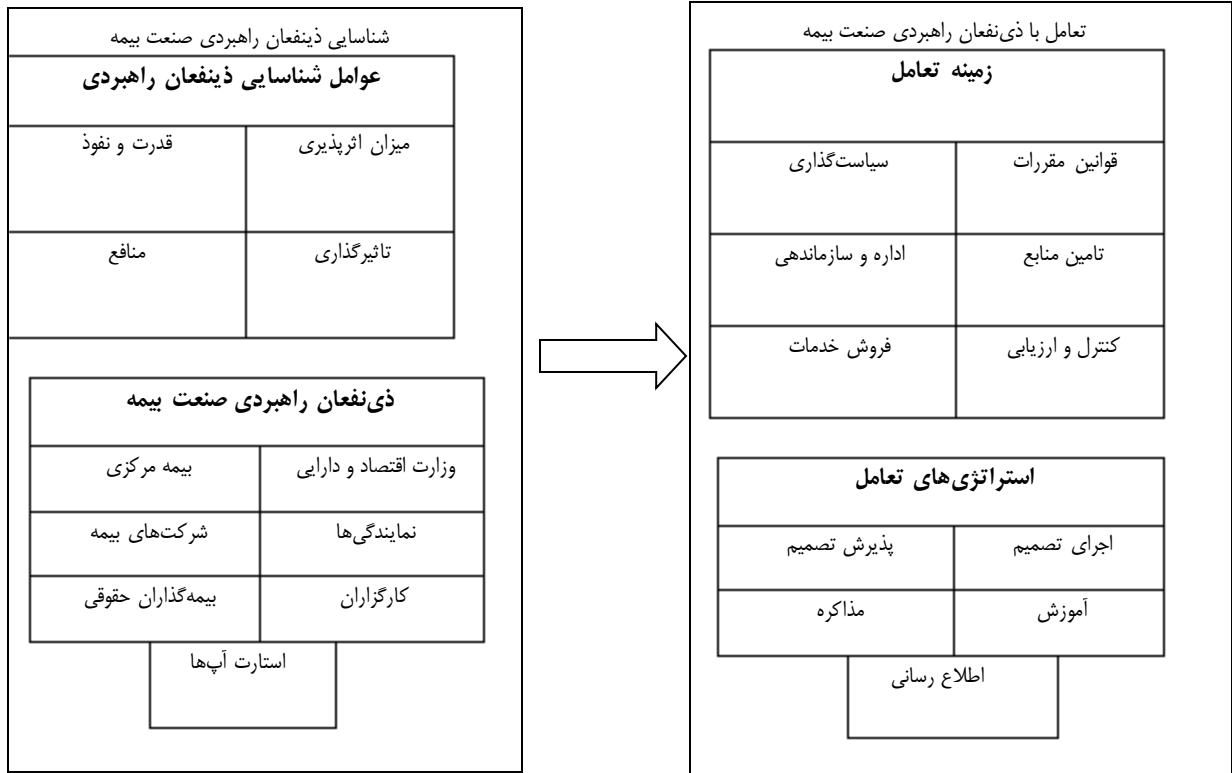 شناسایی ذینفعان راهبردی صنعت بیمه
عوامل شناسایی ذینفعان راهبردی
میزان اثرپذیری
قدرت و نفوذ
تاثیرگذاری
منافع
ذی‌نفعان راهبردی صنعت بیمه
وزارت اقتصاد و دارایی
بیمه مرکزی
نمایندگی‌ها
شرکت‌های بیمه
کارگزاران
بیمه‌گذاران حقوقی
استارت آپ‌ها
تعامل با ذی‌نفعان راهبردی صنعت بیمه
زمینه تعامل
قوانین مقررات
سیاست‌گذاری
تامین منابع
اداره و سازماندهی
کنترل و ارزیابی
فروش خدمات
استراتژی‌های تعامل
اجرای تصمیم
پذیرش تصمیم
آموزش
مذاکره
اطلاع رسانی